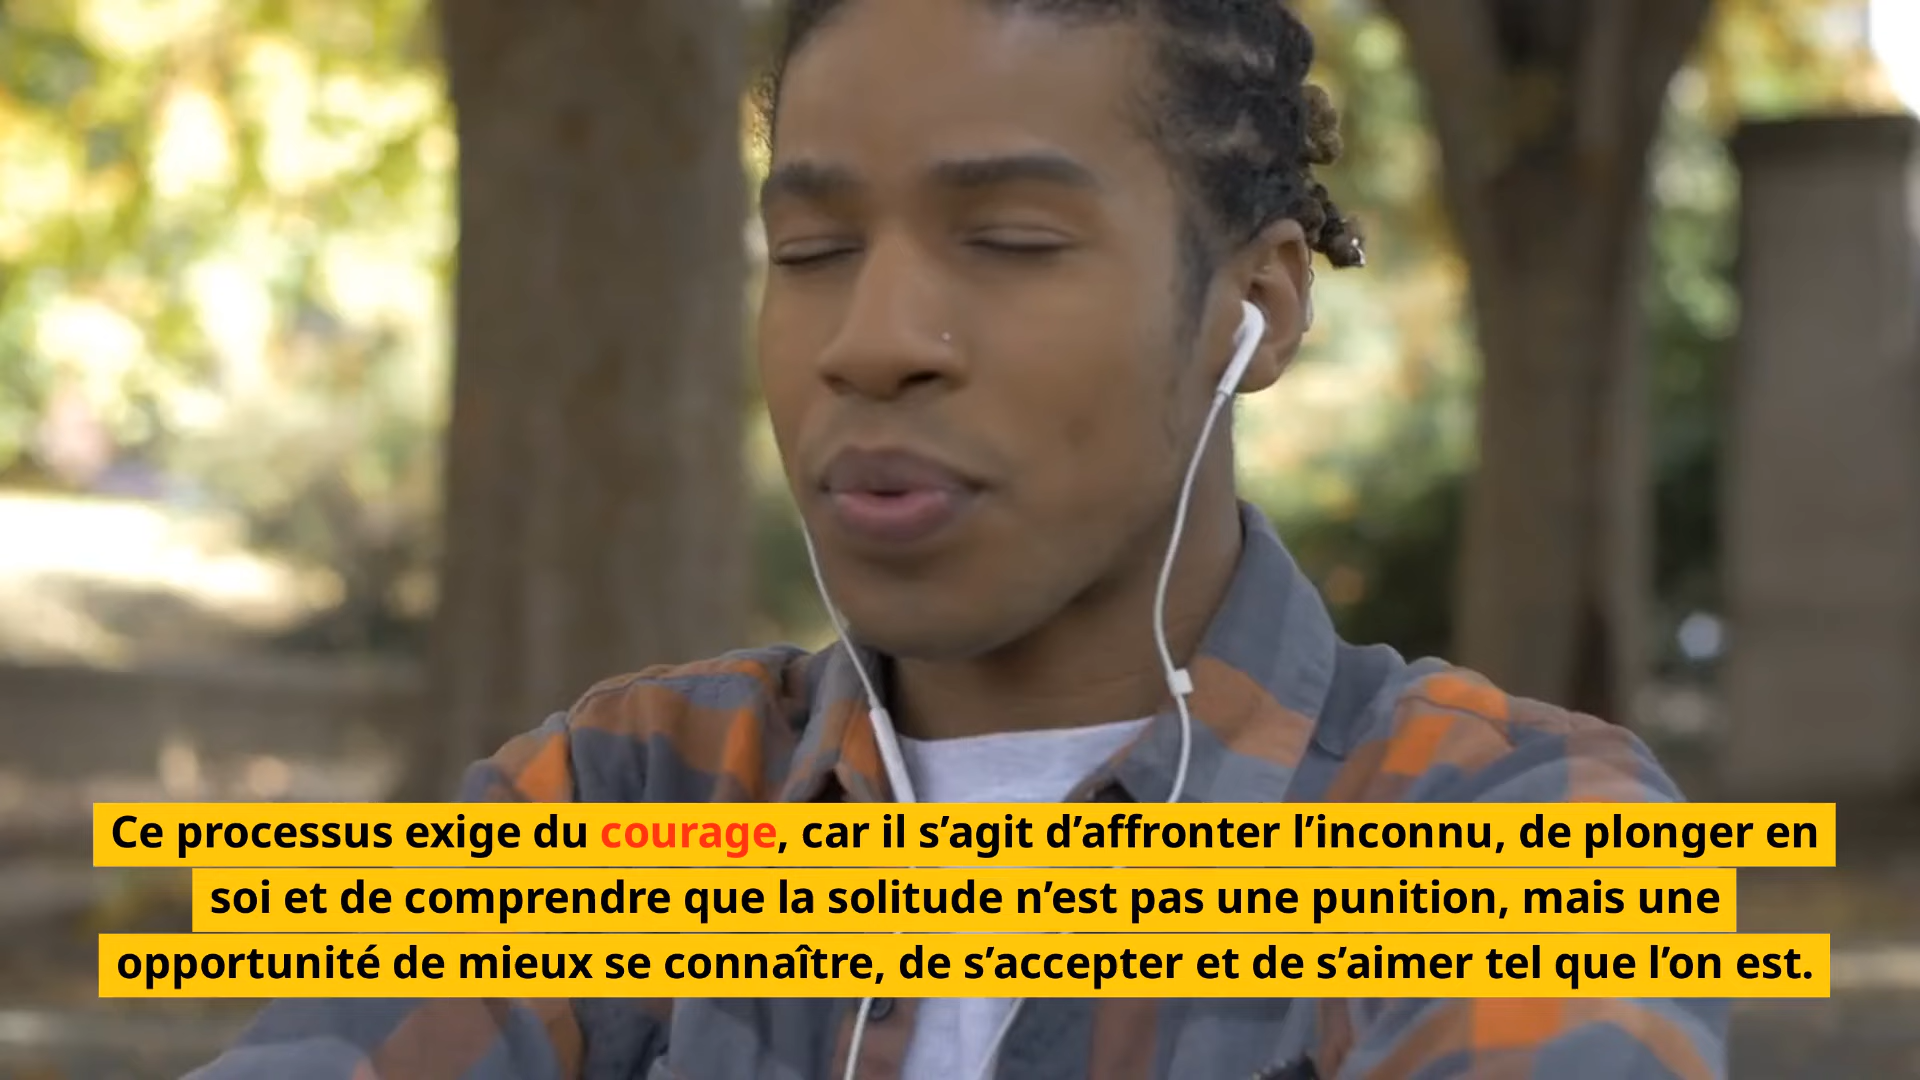 Ce processus exige du courage, car il s’agit d’affronter l’inconnu, de plonger en
soi et de comprendre que la solitude n’est pas une punition, mais une
opportunité de mieux se connaître, de s’accepter et de s’aimer tel que l’on est.